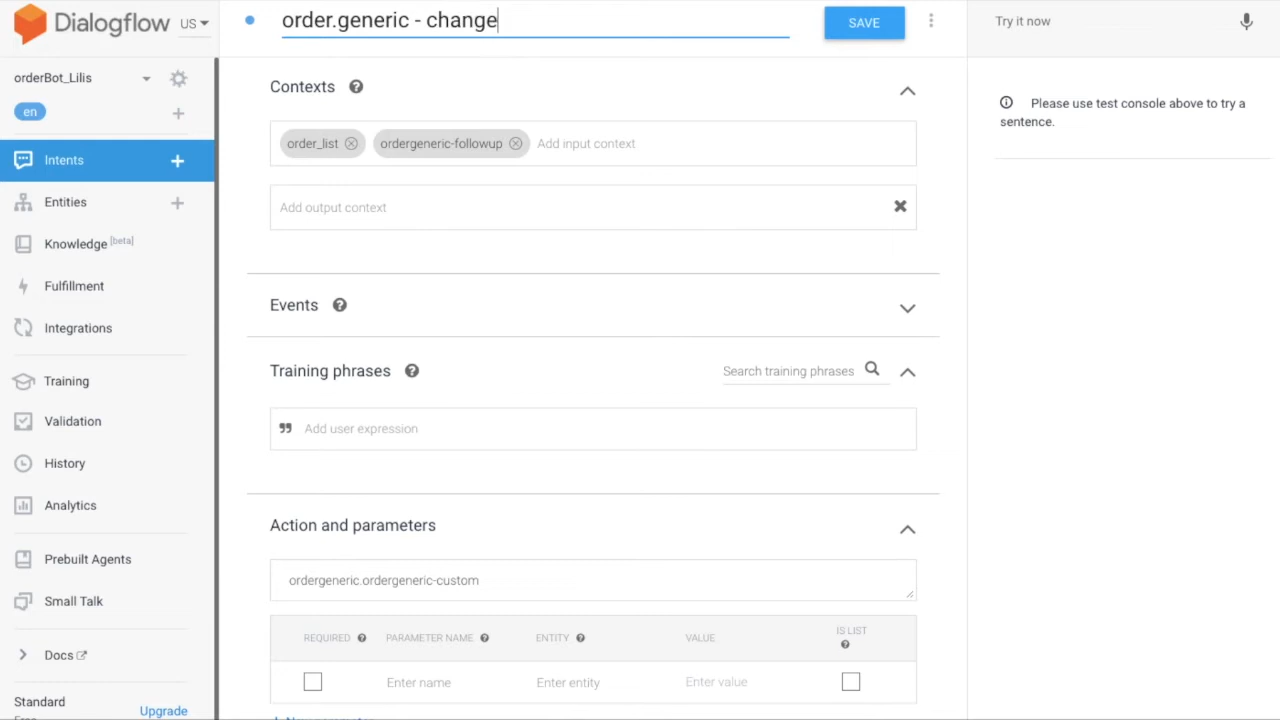 Dialogflow
US
order.generic - change
SAVE
Try it now
orderBot_Lilis
en
Intents
Entities
Knowledge [beta]
Fulfillment
Integrations
Training
Validation
History
Analytics
Prebuilt Agents
Small Talk
Docs
Standard
Free
Upgrade
Contexts
order_list
ordergeneric-followup
Add input context
Add output context
Events
Training phrases
Search training phrases
Add user expression
Action and parameters
ordergeneric.ordergeneric-custom
REQUIRED PARAMETER NAME ENTITY VALUE IS LIST
Enter name Enter entity Enter value
Please use test console above to try a
sentence.